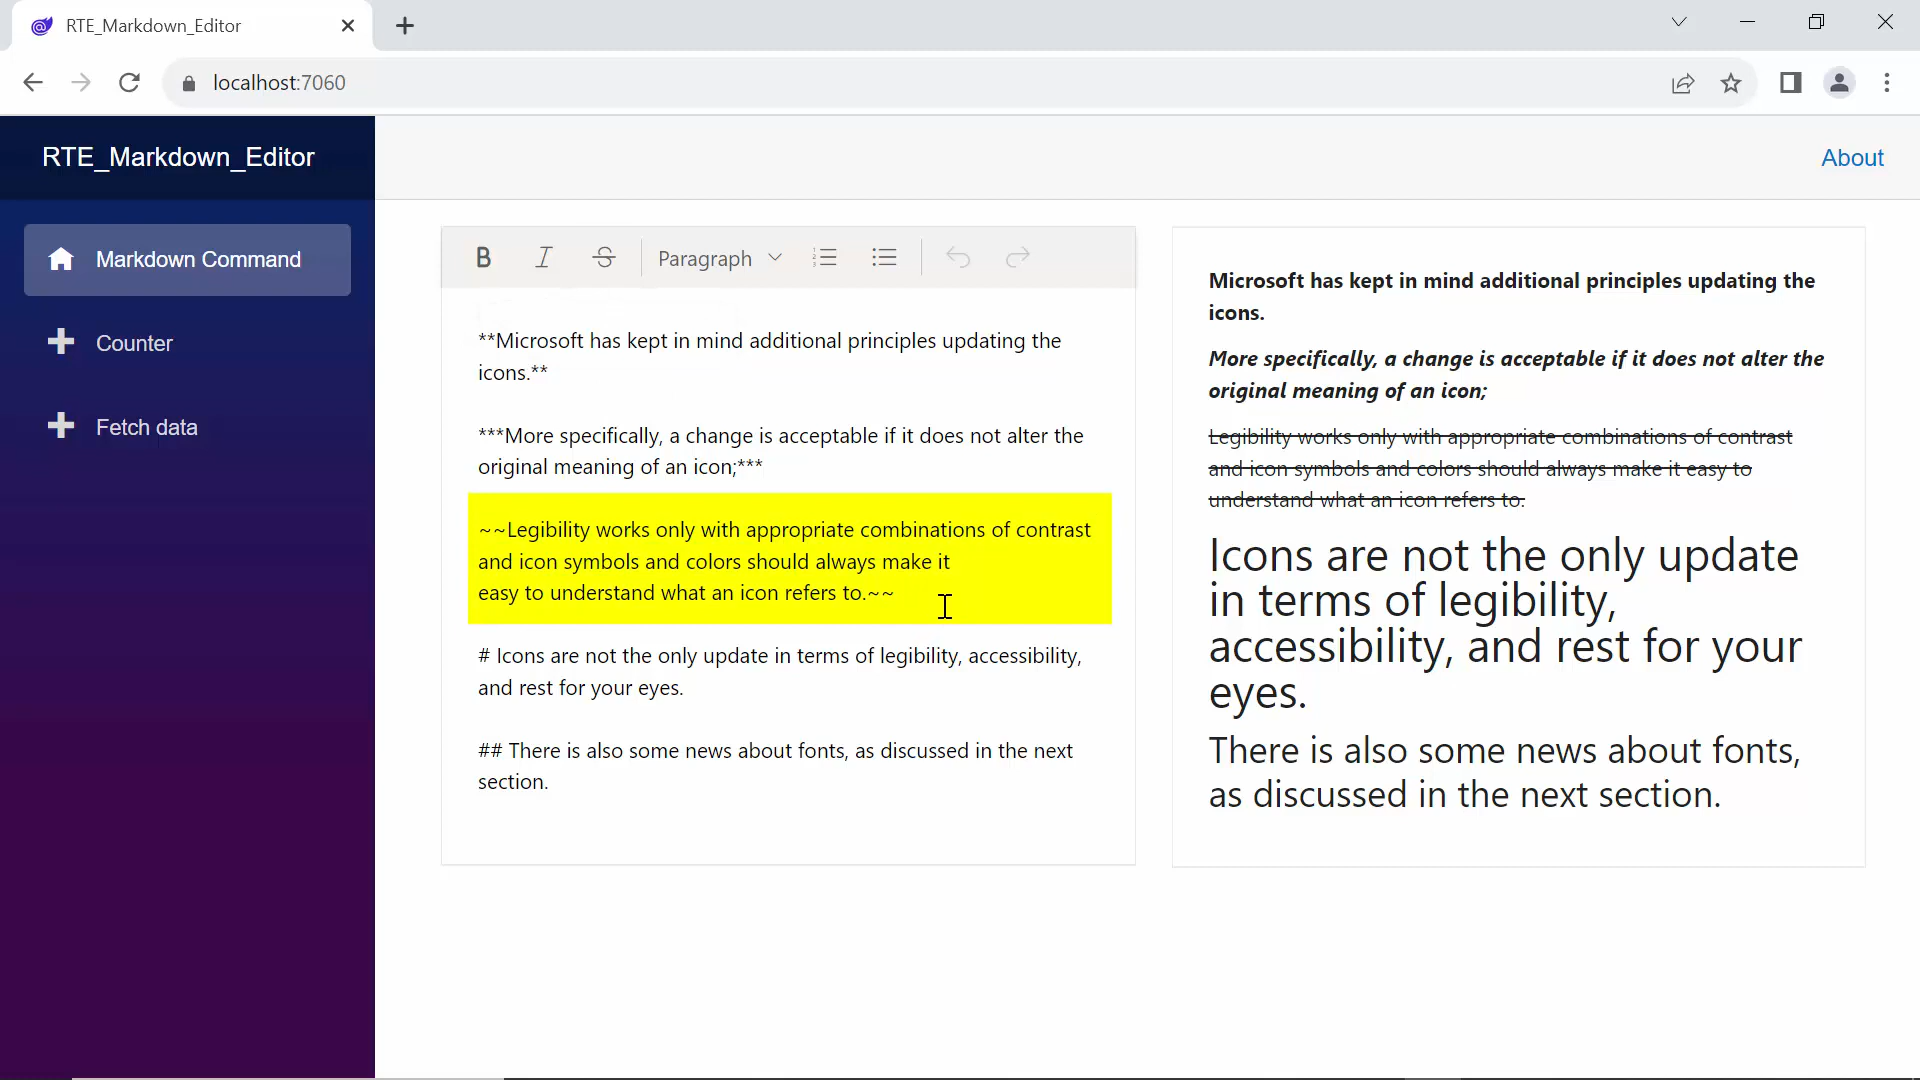 RTE_Markdown_Editor
localhost:7060
RTE_Markdown_Editor
About
Markdown Command
Counter
Fetch data
Paragraph
**Microsoft has kept in mind additional principles updating the
icons.**
***More specifically, a change is acceptable if it does not alter the
original meaning of an icon;***
~~Legibility works only with appropriate combinations of contrast
and icon symbols and colors should always make it
easy to understand what an icon refers to.~~
# Icons are not the only update in terms of legibility, accessibility,
and rest for your eyes.
## There is also some news about fonts, as discussed in the next
section.
Microsoft has kept in mind additional principles updating the
icons.
More specifically, a change is acceptable if it does not alter the
original meaning of an icon;
Legibility works only with appropriate combinations of contrast
and icon symbols and colors should always make it easy to
understand what an icon refers to.
Icons are not the only update
in terms of legibility,
accessibility, and rest for your
eyes.
There is also some news about fonts,
as discussed in the next section.